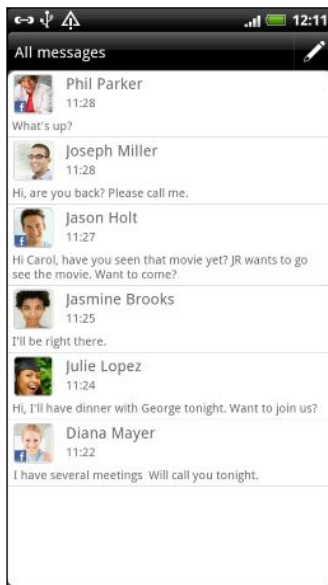 12:11
All messages
Phil Parker
11:28
What's up?
Joseph Miller
11:28
Hi, are you back? Please call me.
Jason Holt
11:27
Hi Carol, have you seen that movie yet? JR wants to go
see the movie. Want to come?
Jasmine Brooks
11:25
I'll be right there.
Julie Lopez
11:24
Hi, I'll have dinner with George tonight. Want to join us?
Diana Mayer
11:22
I have several meetings  Will call you tonight.